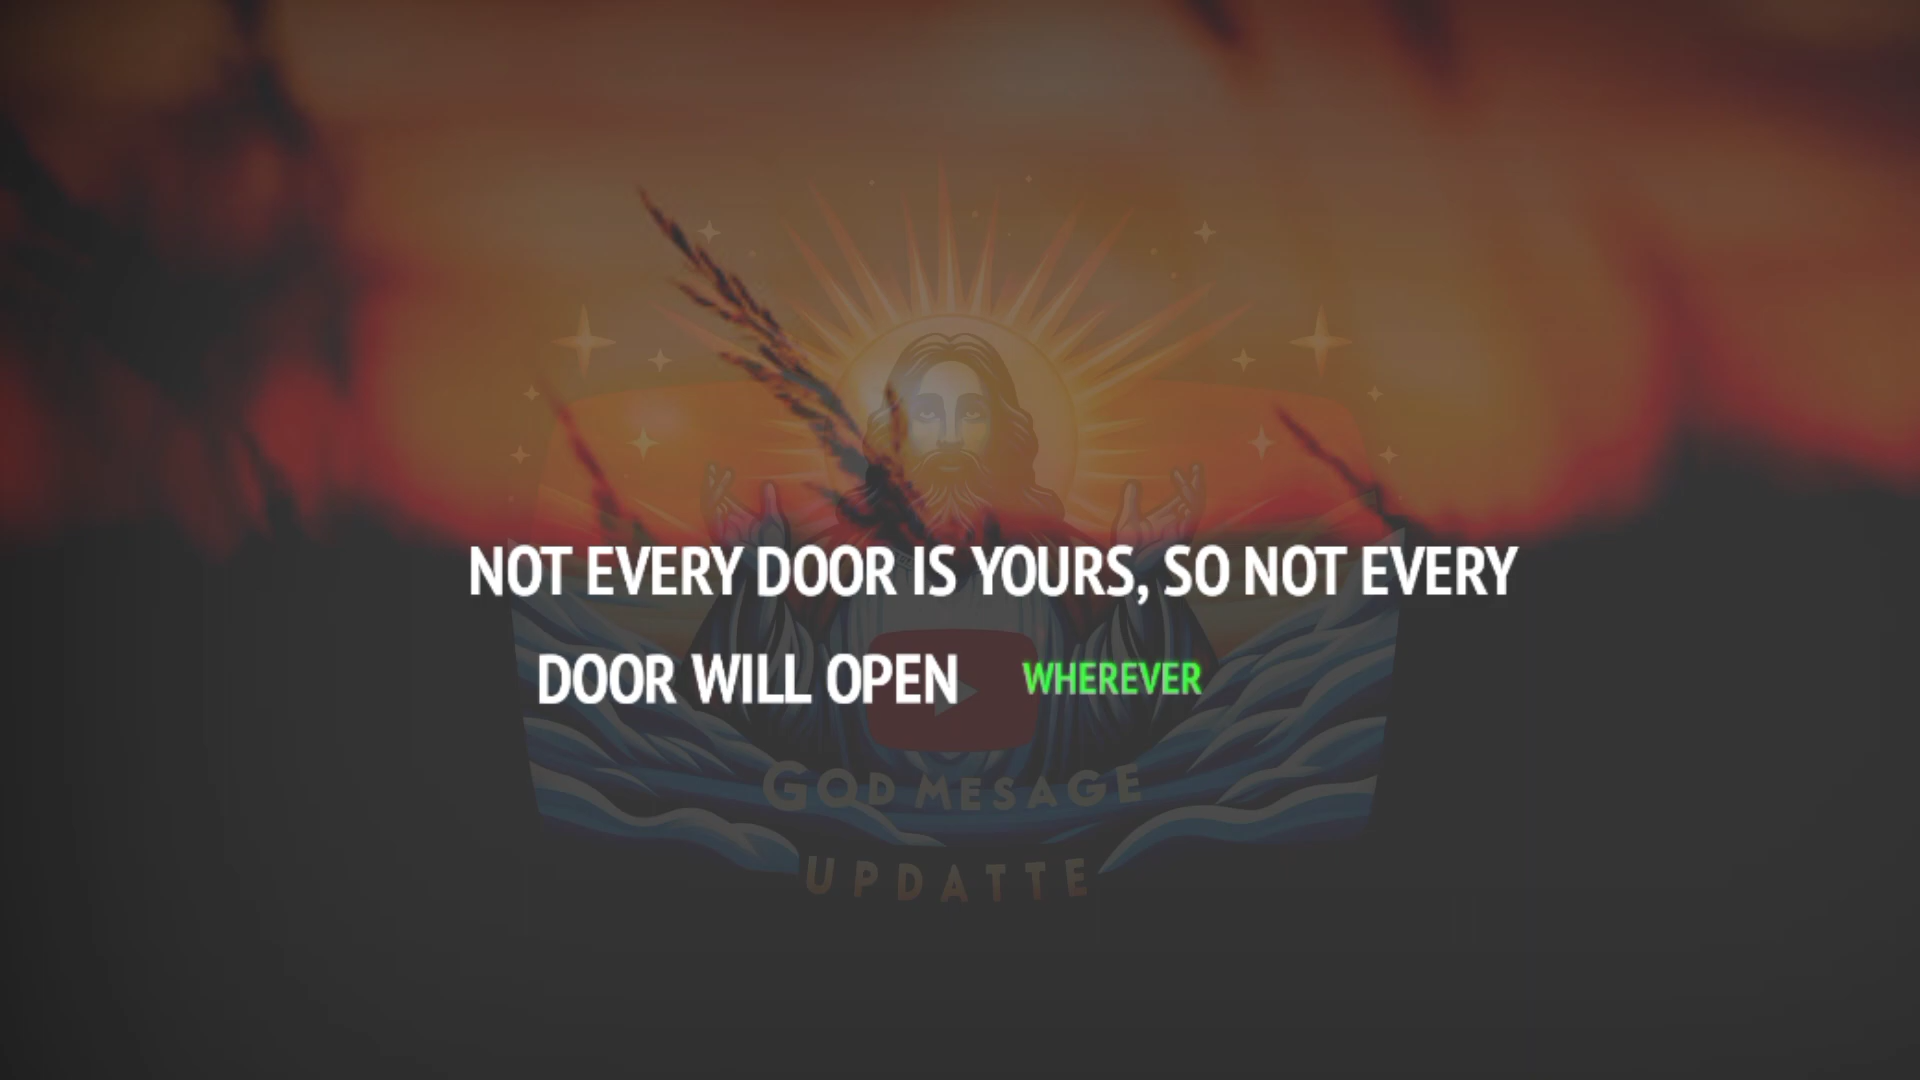 NOT EVERY DOOR IS YOURS, SO NOT EVERY
DOOR WILL OPEN WHEREVER
GOD MESAGE
UPDATTE